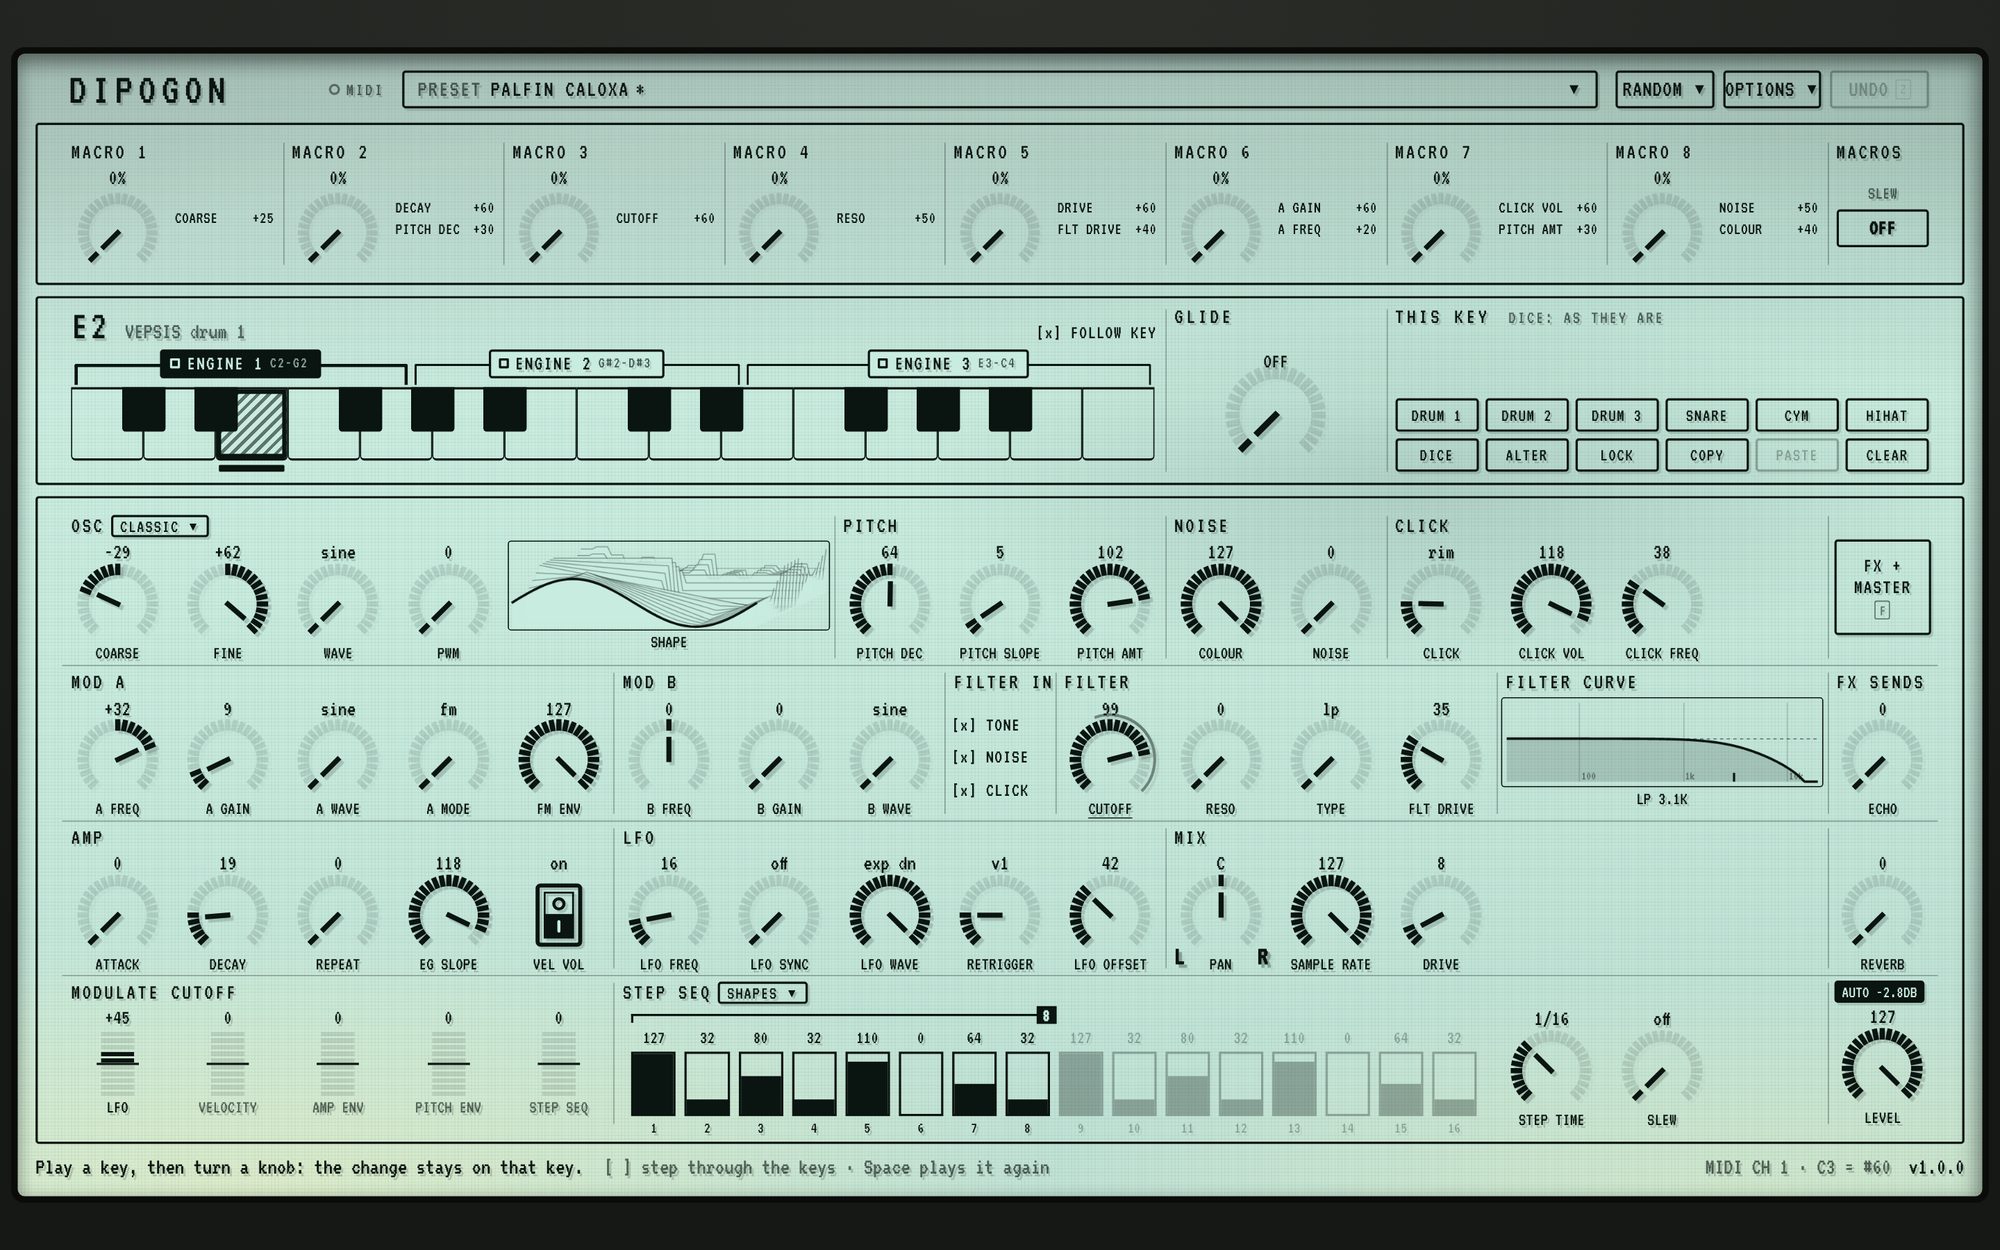 DIPOGON
MIDI
PRESET PALFIN CALOXA *
RANDOM ▼
OPTIONS ▼
UNDO Z
MACRO 1
0%
COARSE +25
MACRO 2
0%
DECAY +60
PITCH DEC +30
MACRO 3
0%
CUTOFF +60
MACRO 4
0%
RESO +50
MACRO 5
0%
DRIVE +60
FLT DRIVE +40
MACRO 6
0%
A GAIN +60
A FREQ +20
MACRO 7
0%
CLICK VOL +60
PITCH AMT +30
MACRO 8
0%
NOISE +50
COLOUR +40
MACROS
SLEW
OFF
E2 VEPSIS drum 1
[x] FOLLOW KEY
ENGINE 1 C2-G2
ENGINE 2 G#2-D#3
ENGINE 3 E3-C4
GLIDE
OFF
THIS KEY DICE: AS THEY ARE
DRUM 1 DRUM 2 DRUM 3 SNARE CYM HIHAT
DICE ALTER LOCK COPY PASTE CLEAR
OSC CLASSIC ▼
-29 +62 sine 0
COARSE FINE WAVE PWM
SHAPE
PITCH
64 5 102
PITCH DEC PITCH SLOPE PITCH AMT
NOISE
127 0
COLOUR NOISE
CLICK
rim 118 38
CLICK CLICK VOL CLICK FREQ
FX +
MASTER
F
MOD A
+32 9 sine fm 127
A FREQ A GAIN A WAVE A MODE FM ENV
MOD B
0 0 sine
B FREQ B GAIN B WAVE
FILTER IN
[x] TONE
[x] NOISE
[x] CLICK
FILTER
99 0 lp 35
CUTOFF RESO TYPE FLT DRIVE
FILTER CURVE
100 1k 10k
LP 3.1K
FX SENDS
0
ECHO
AMP
0 19 0 118 on
ATTACK DECAY REPEAT EG SLOPE VEL VOL
LFO
16 off exp dn v1 42
LFO FREQ LFO SYNC LFO WAVE RETRIGGER LFO OFFSET
MIX
C 127 8
L PAN R SAMPLE RATE DRIVE
0
REVERB
MODULATE CUTOFF
+45 0 0 0 0
LFO VELOCITY AMP ENV PITCH ENV STEP SEQ
STEP SEQ SHAPES ▼
8
127 32 80 32 110 0 64 32 127 32 80 32 110 0 64 32
1 2 3 4 5 6 7 8 9 10 11 12 13 14 15 16
1/16 off
STEP TIME SLEW
AUTO -2.8DB
127
LEVEL
Play a key, then turn a knob: the change stays on that key. [ ] step through the keys · Space plays it again
MIDI CH 1 · C3 = #60 v1.0.0